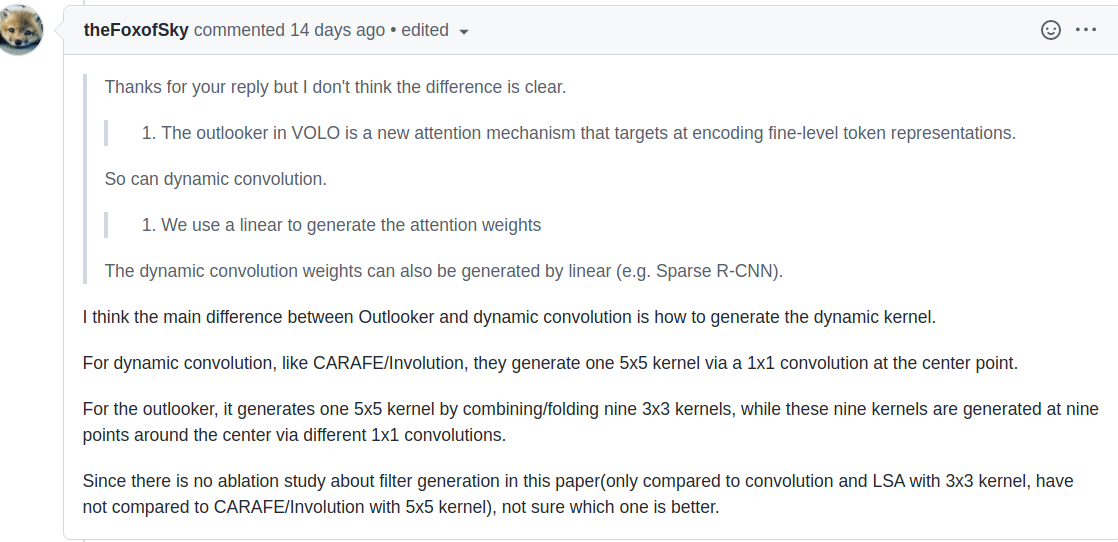 theFoxofSky commented 14 days ago • edited
Thanks for your reply but I don't think the difference is clear.
1. The outlooker in VOLO is a new attention mechanism that targets at encoding fine-level token representations.
So can dynamic convolution.
1. We use a linear to generate the attention weights
The dynamic convolution weights can also be generated by linear (e.g. Sparse R-CNN).
I think the main difference between Outlooker and dynamic convolution is how to generate the dynamic kernel.
For dynamic convolution, like CARAFE/Involution, they generate one 5x5 kernel via a 1x1 convolution at the center point.
For the outlooker, it generates one 5x5 kernel by combining/folding nine 3x3 kernels, while these nine kernels are generated at nine
points around the center via different 1x1 convolutions.
Since there is no ablation study about filter generation in this paper(only compared to convolution and LSA with 3x3 kernel, have
not compared to CARAFE/Involution with 5x5 kernel), not sure which one is better.